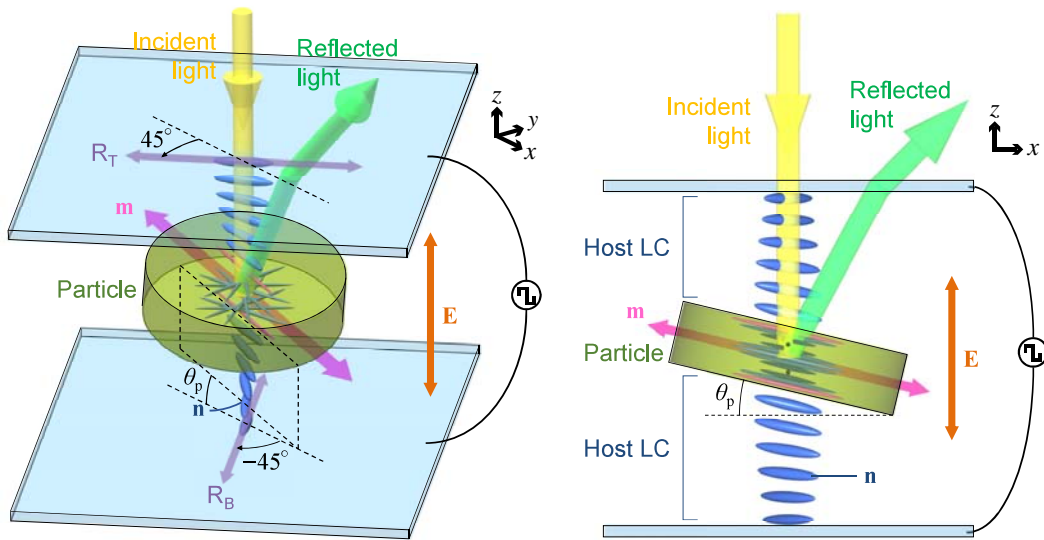 Incident
light
Reflected
light
z
y
x
45°
R_T
m
Particle
E
θ_p
n
−45°
R_B
Incident
light
Reflected
light
z
x
Host LC
m
Particle
E
θ_p
Host LC
n